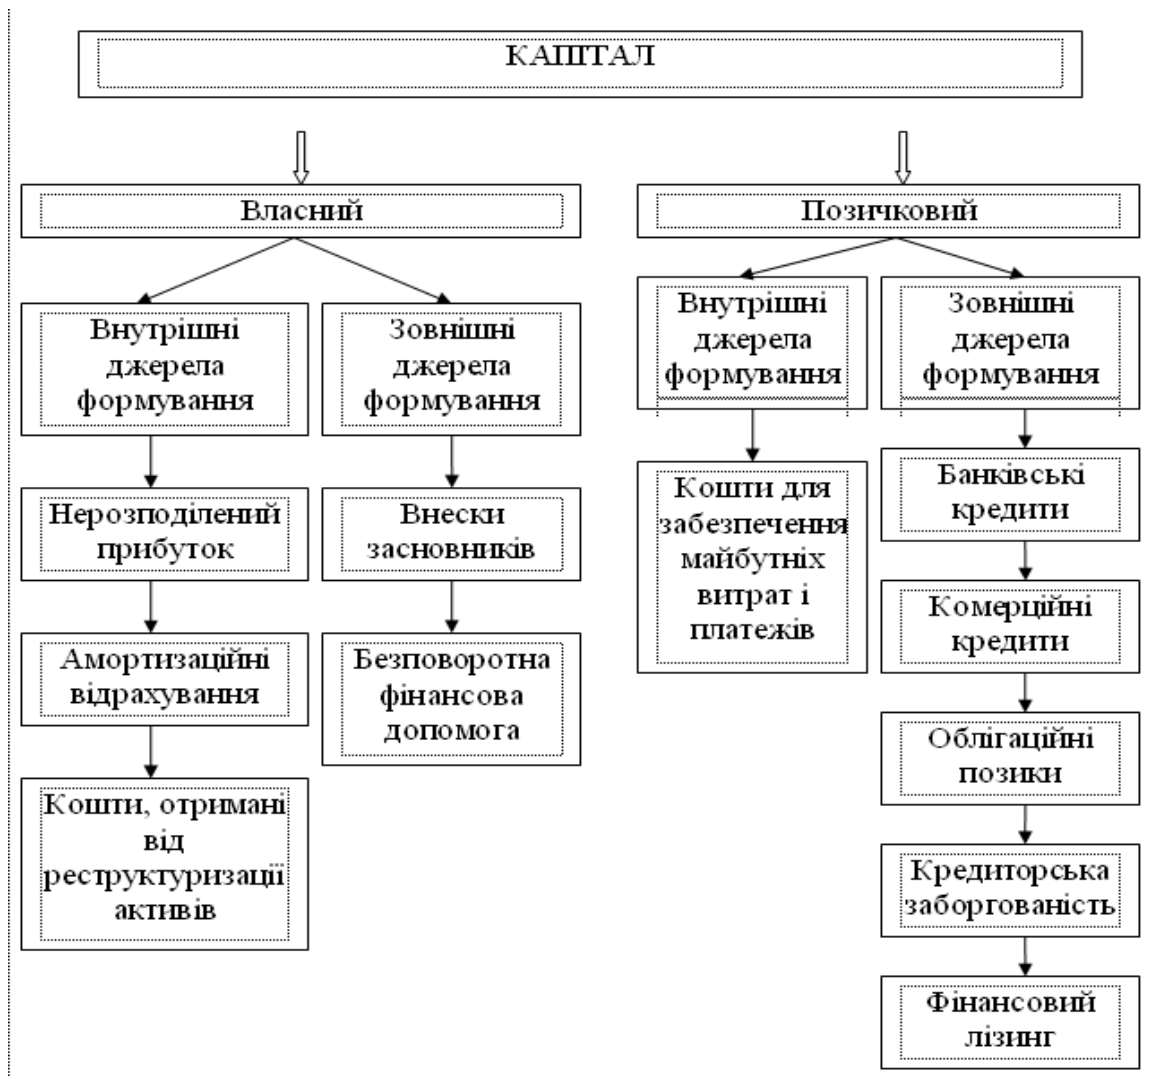 КАПІТАЛ
Власний
Позичковий
Внутрішні
джерела
формування
Зовнішні
джерела
формування
Внутрішні
джерела
формування
Зовнішні
джерела
формування
Нерозподілений
прибуток
Внески
засновників
Кошти для
забезпечення
майбутніх
витрат і
платежів
Банківські
кредити
Амортизаційні
відрахування
Безповоротна
фінансова
допомога
Комерційні
кредити
Кошти, отримані
від
реструктуризації
активів
Облігаційні
позики
Кредиторська
заборгованість
Фінансовий
лізинг